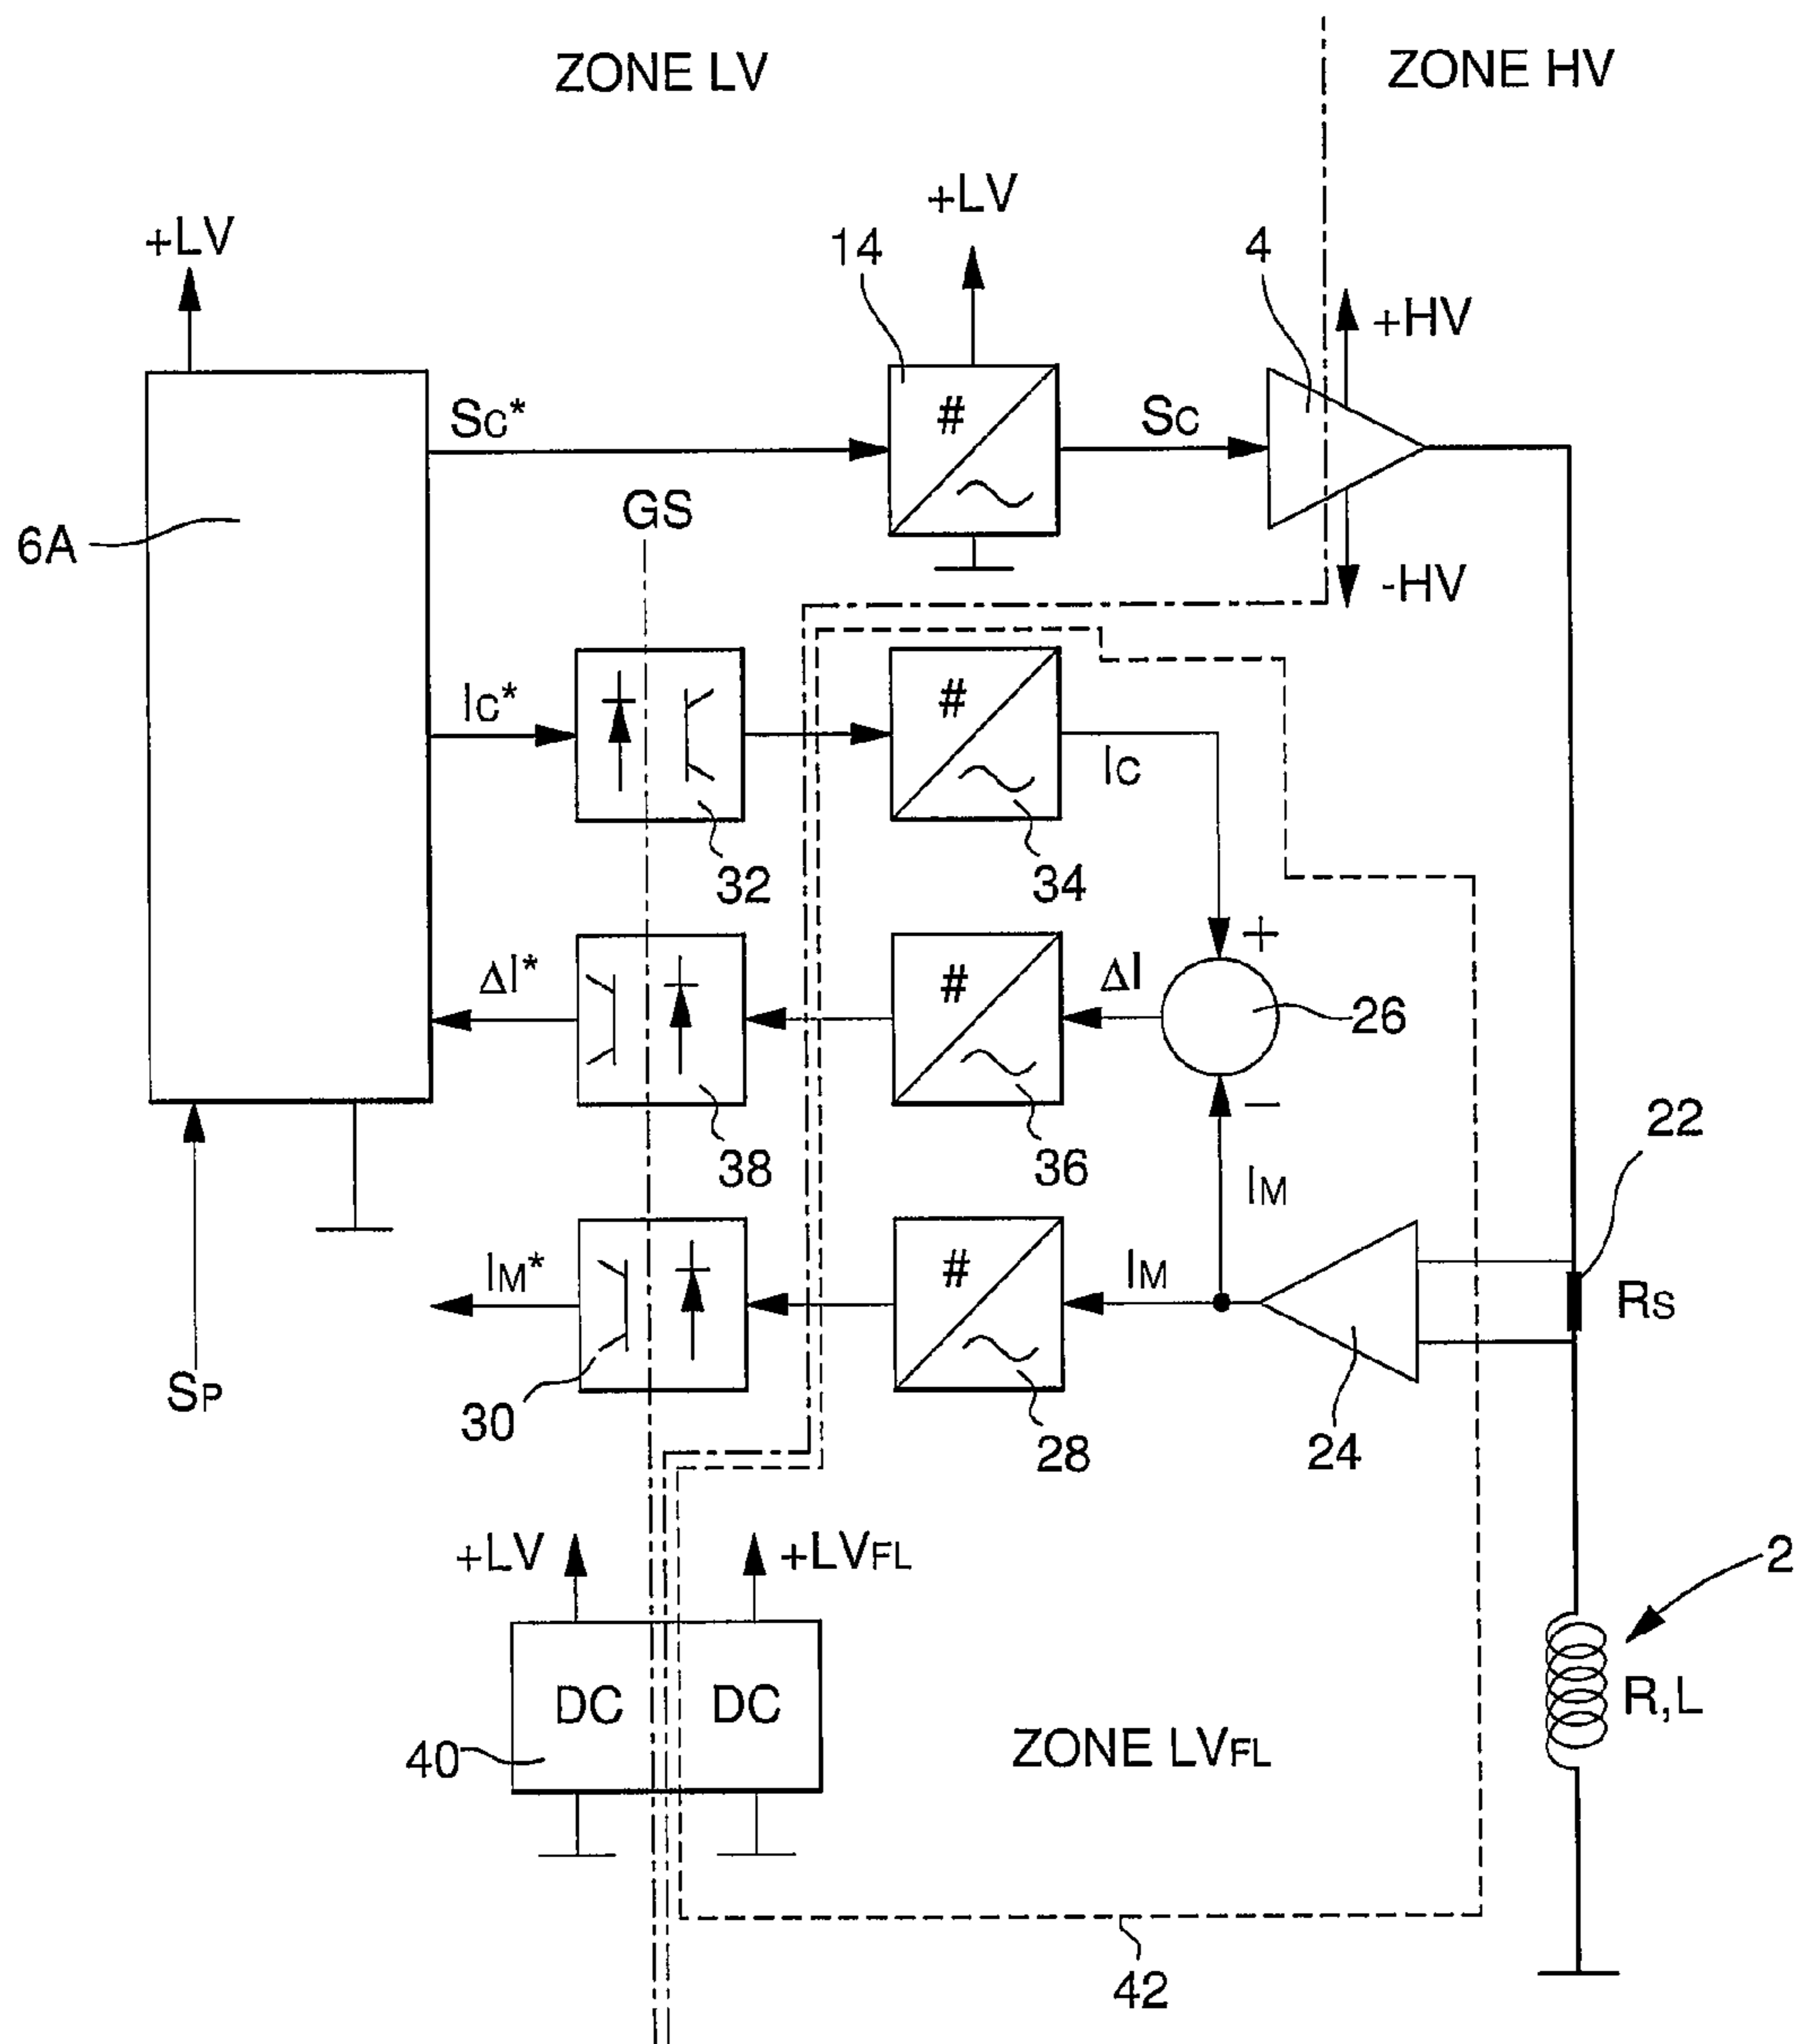 ZONE LV
ZONE HV
+LV
+LV
14
4
+HV
#
Sc*
Sc
GS
6A
-HV
#
Ic*
Ic
32
34
+
ΔI*
#
ΔI
26
38
36
−
22
IM
IM*
#
IM
Rs
SP
30
28
24
+LV
+LVFL
2
DC
DC
R,L
40
ZONE LVFL
42